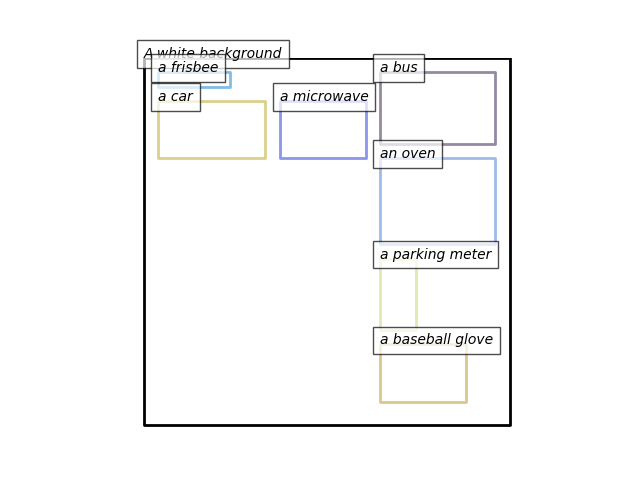 A white background
a frisbee
a bus
a car
a microwave
an oven
a parking meter
a baseball glove